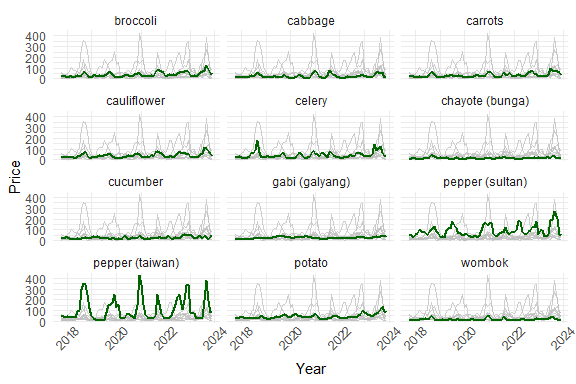 broccoli cabbage carrots
400
300
200
100
0
cauliflower celery chayote (bunga)
400
300
200
100
0
Price
cucumber gabi (galyang) pepper (sultan)
400
300
200
100
0
pepper (taiwan) potato wombok
400
300
200
100
0
2018 2020 2022 2024 2018 2020 2022 2024 2018 2020 2022 2024
Year